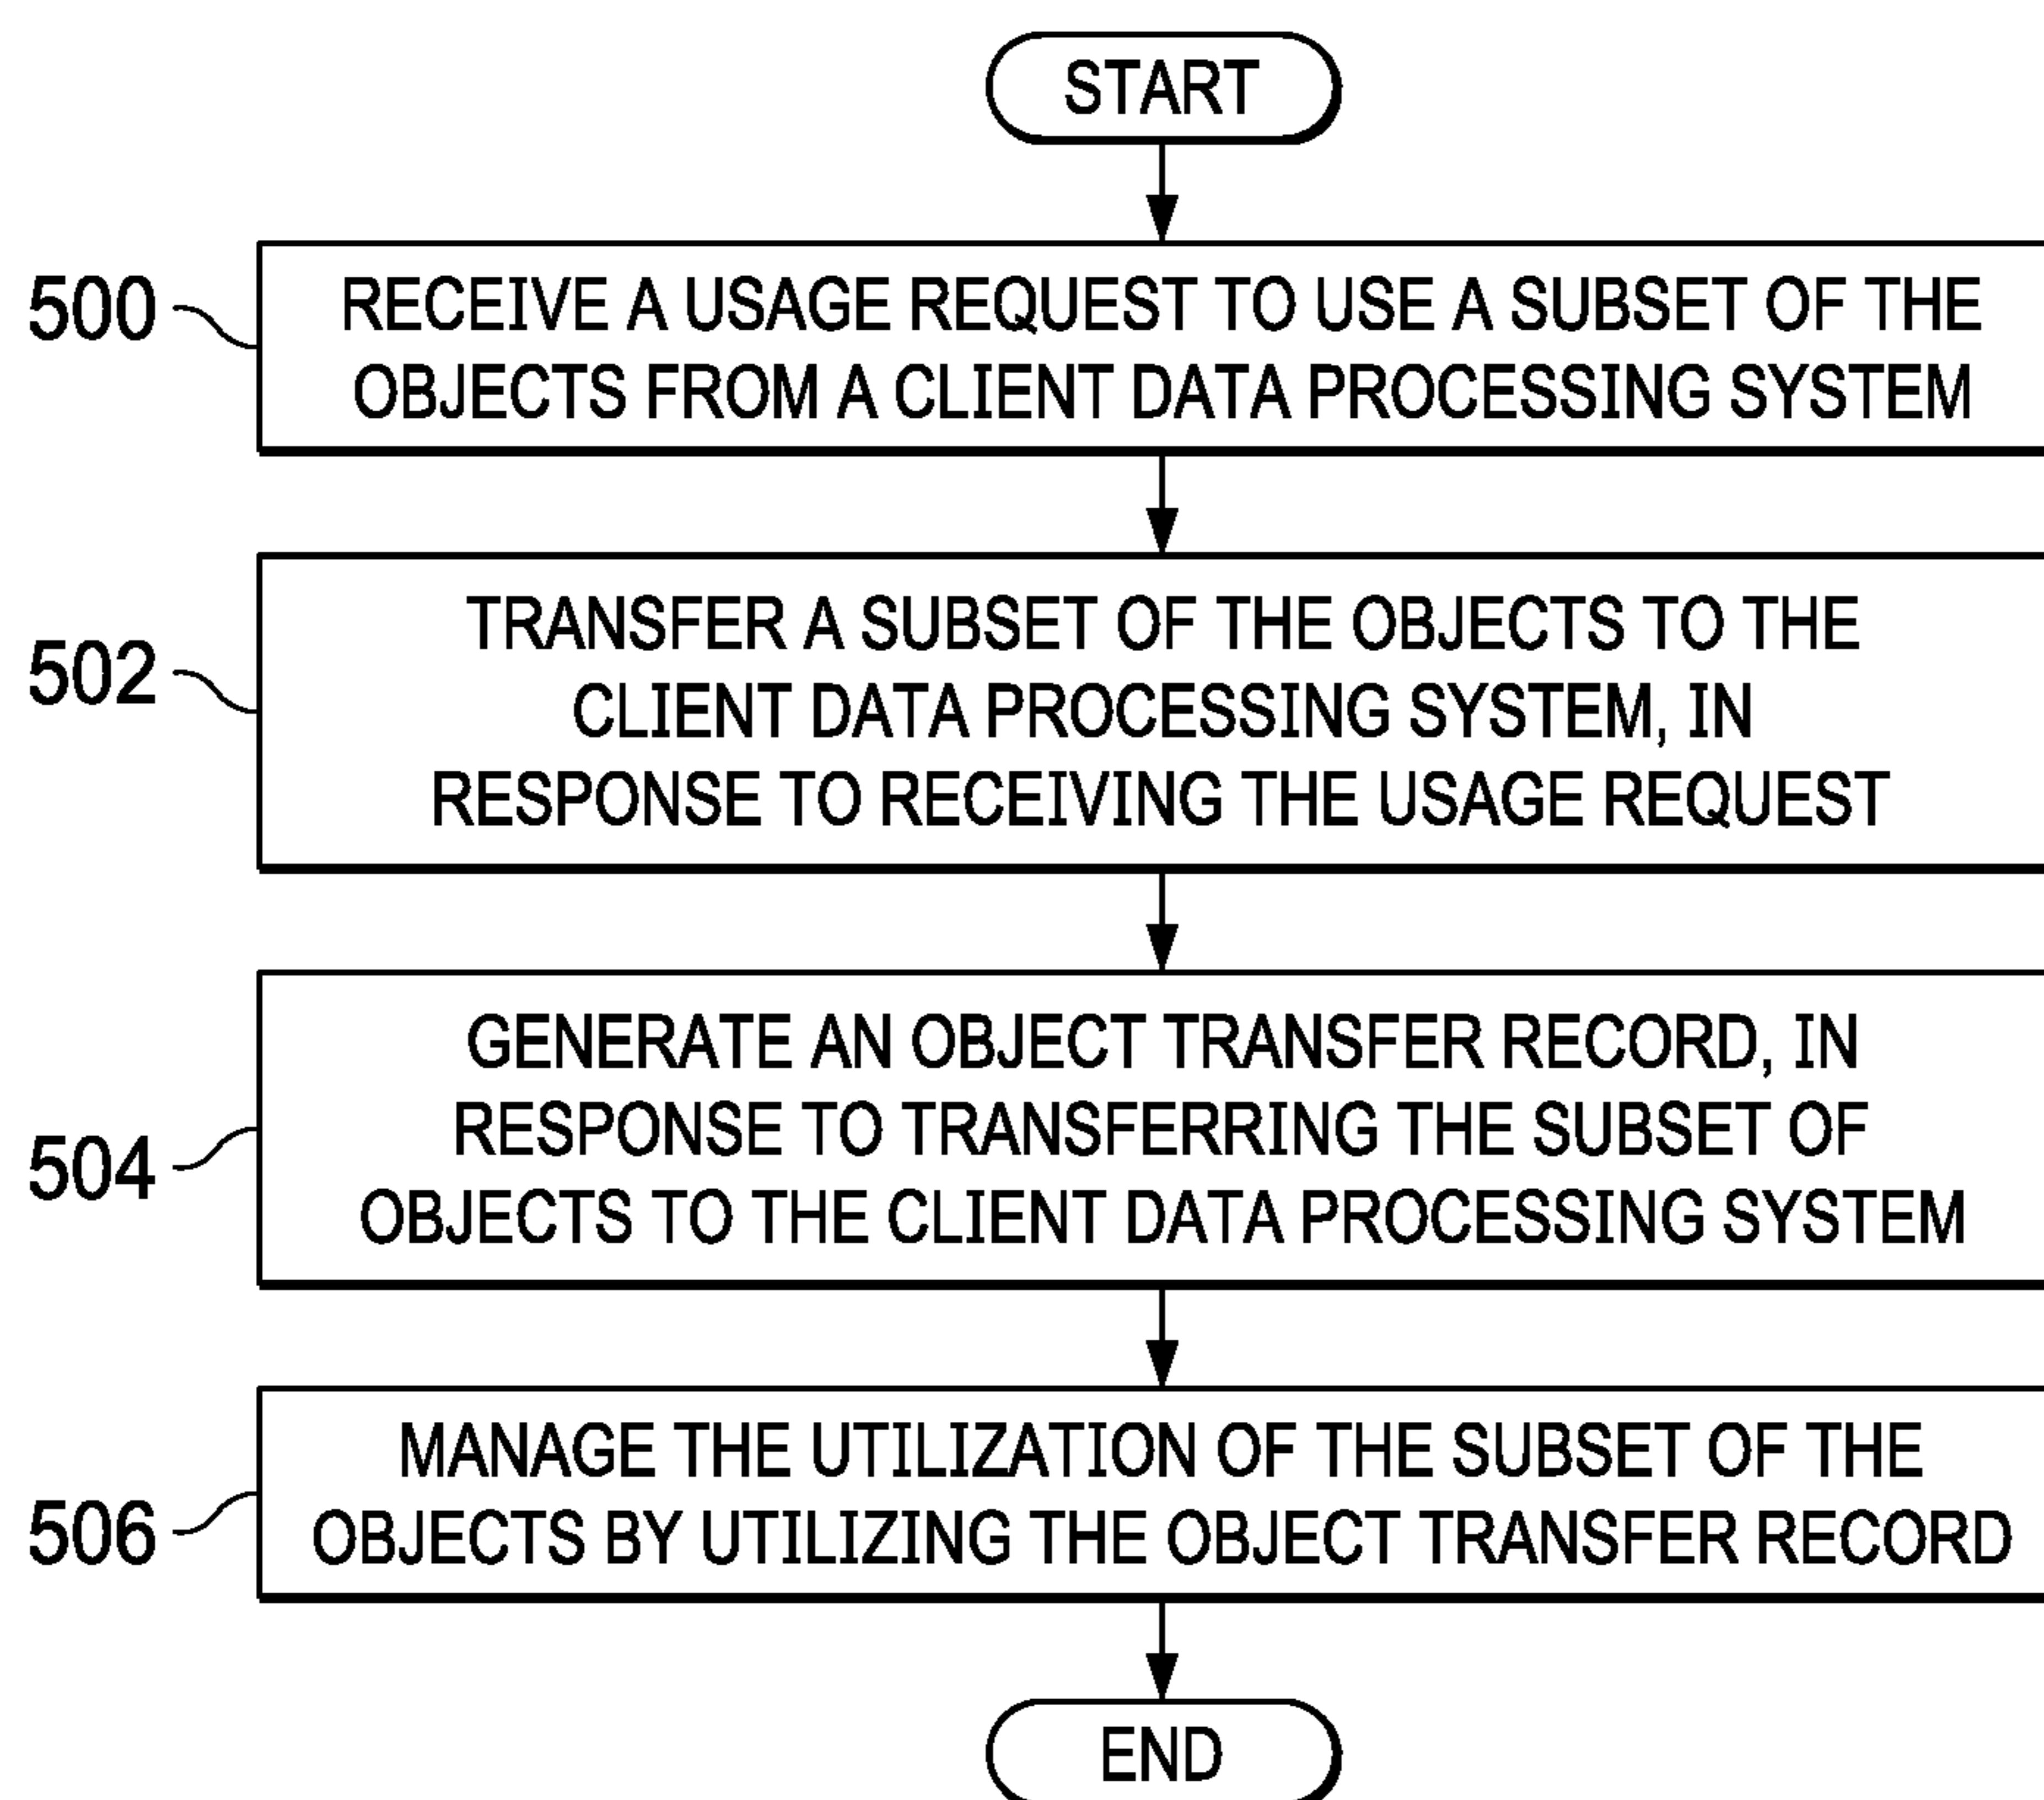 START
500
RECEIVE A USAGE REQUEST TO USE A SUBSET OF THE
OBJECTS FROM A CLIENT DATA PROCESSING SYSTEM
502
TRANSFER A SUBSET OF THE OBJECTS TO THE
CLIENT DATA PROCESSING SYSTEM, IN
RESPONSE TO RECEIVING THE USAGE REQUEST
504
GENERATE AN OBJECT TRANSFER RECORD, IN
RESPONSE TO TRANSFERRING THE SUBSET OF
OBJECTS TO THE CLIENT DATA PROCESSING SYSTEM
506
MANAGE THE UTILIZATION OF THE SUBSET OF THE
OBJECTS BY UTILIZING THE OBJECT TRANSFER RECORD
END